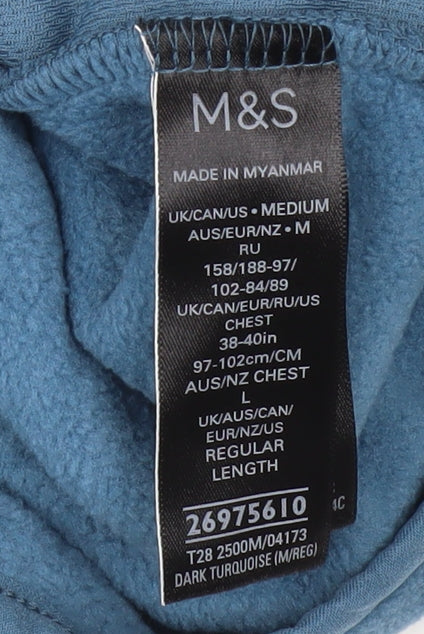 M&S
MADE IN MYANMAR
UK/CAN/US • MEDIUM
AUS/EUR/NZ • M
RU
158/188-97/
102-84/89
UK/CAN/EUR/RU/US
CHEST
38-40in
97-102cm/CM
AUS/NZ CHEST
L
UK/AUS/CAN/
EUR/NZ/US
REGULAR
LENGTH
26975610
T28 2500M/04173
DARK TURQUOISE (M/REG)